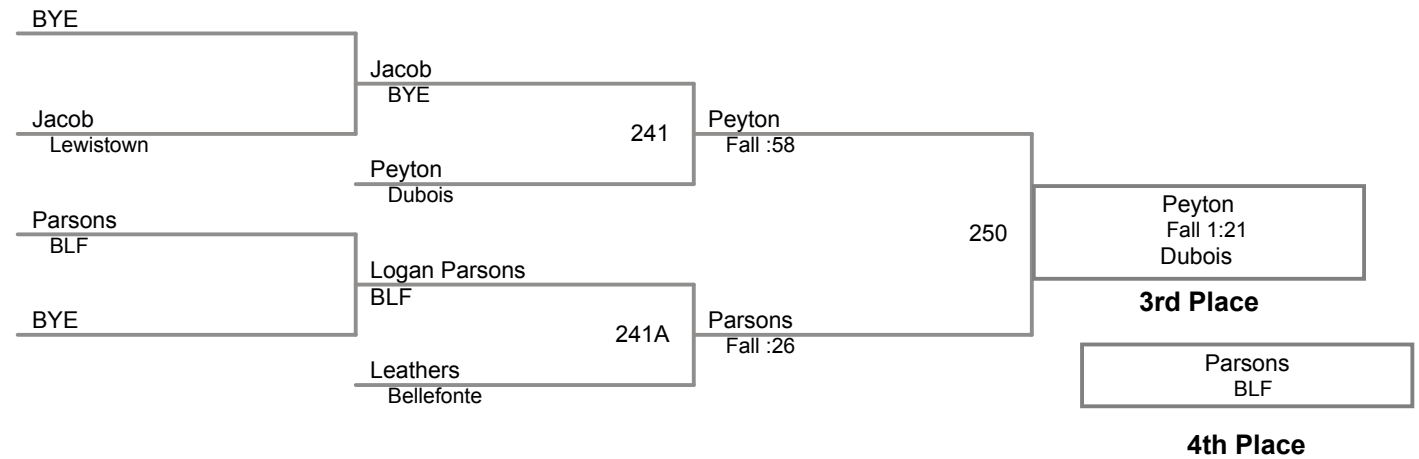 BYE
Jacob
Lewistown
Parsons
BLF
BYE
Jacob
BYE
241
Peyton
Dubois
Logan Parsons
BLF
241A
Leathers
Bellefonte
Peyton
Fall :58
250
Parsons
Fall :26
Peyton
Fall 1:21
Dubois
3rd Place
Parsons
BLF
4th Place